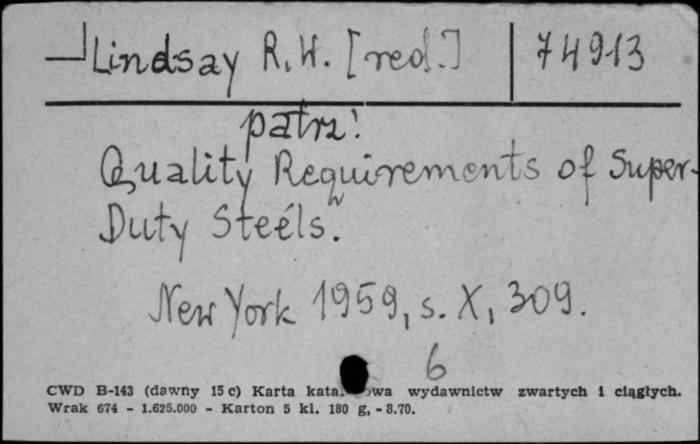 Lindsay R. W. [red.] 74913
patrz:
Quality Requirements of Super-
Duty Steels.
New York 1959, s. X, 309.
6
CWD B-143 (dawny 15 c) Karta wydawnictw zwartych i ciągłych.
Wrak 674 - 1.625.000 - Karton 5 kl. 180 g, - 8.70.